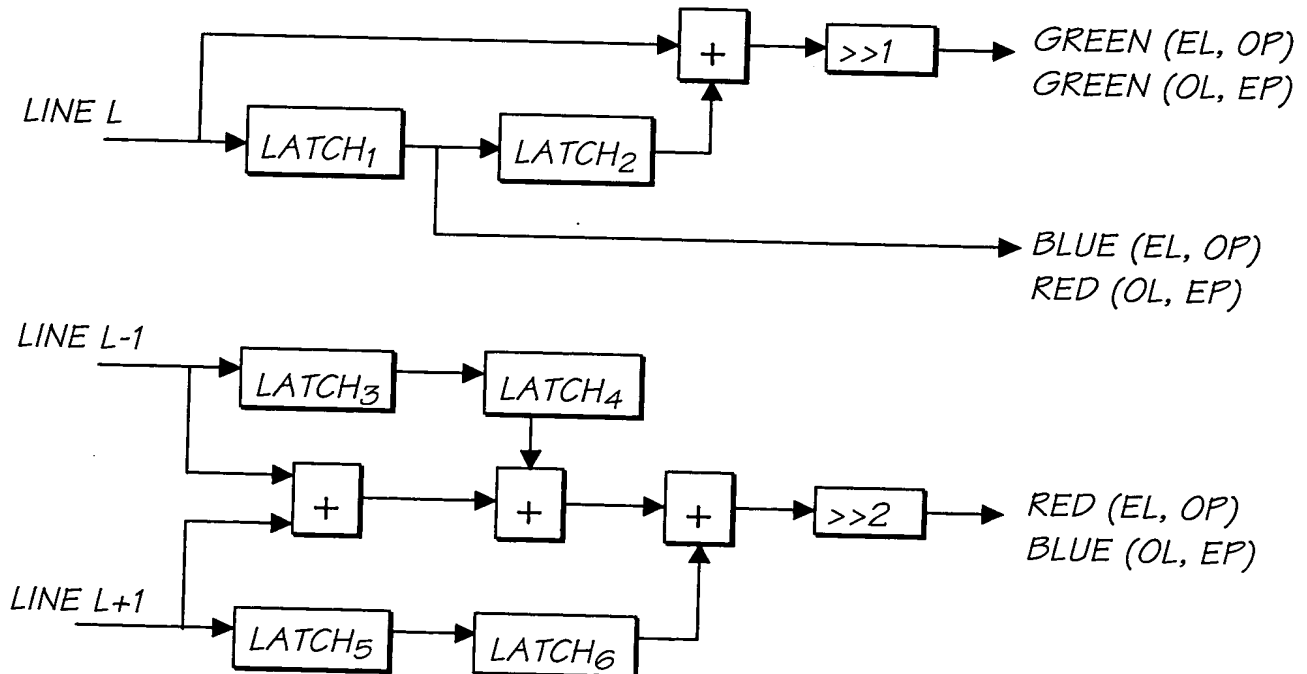 +
>>1
GREEN (EL, OP)
GREEN (OL, EP)
LINE L
LATCH1
LATCH2
BLUE (EL, OP)
RED (OL, EP)
LINE L-1
LATCH3
LATCH4
+
+
+
>>2
RED (EL, OP)
BLUE (OL, EP)
LINE L+1
LATCH5
LATCH6